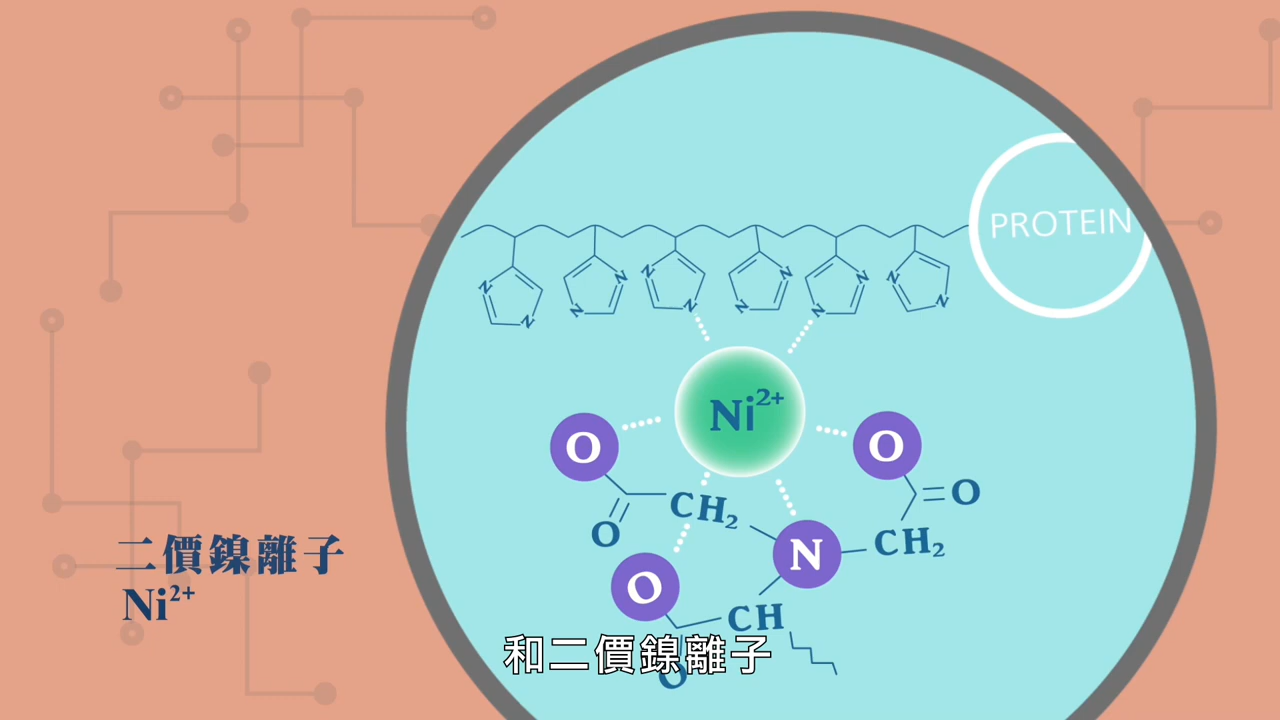 PROTEIN
N N N N N N
N N N N N N
Ni²⁺
O O
CH₂ O
O N CH₂
O CH
O
二價鎳離子
Ni²⁺
和二價鎳離子